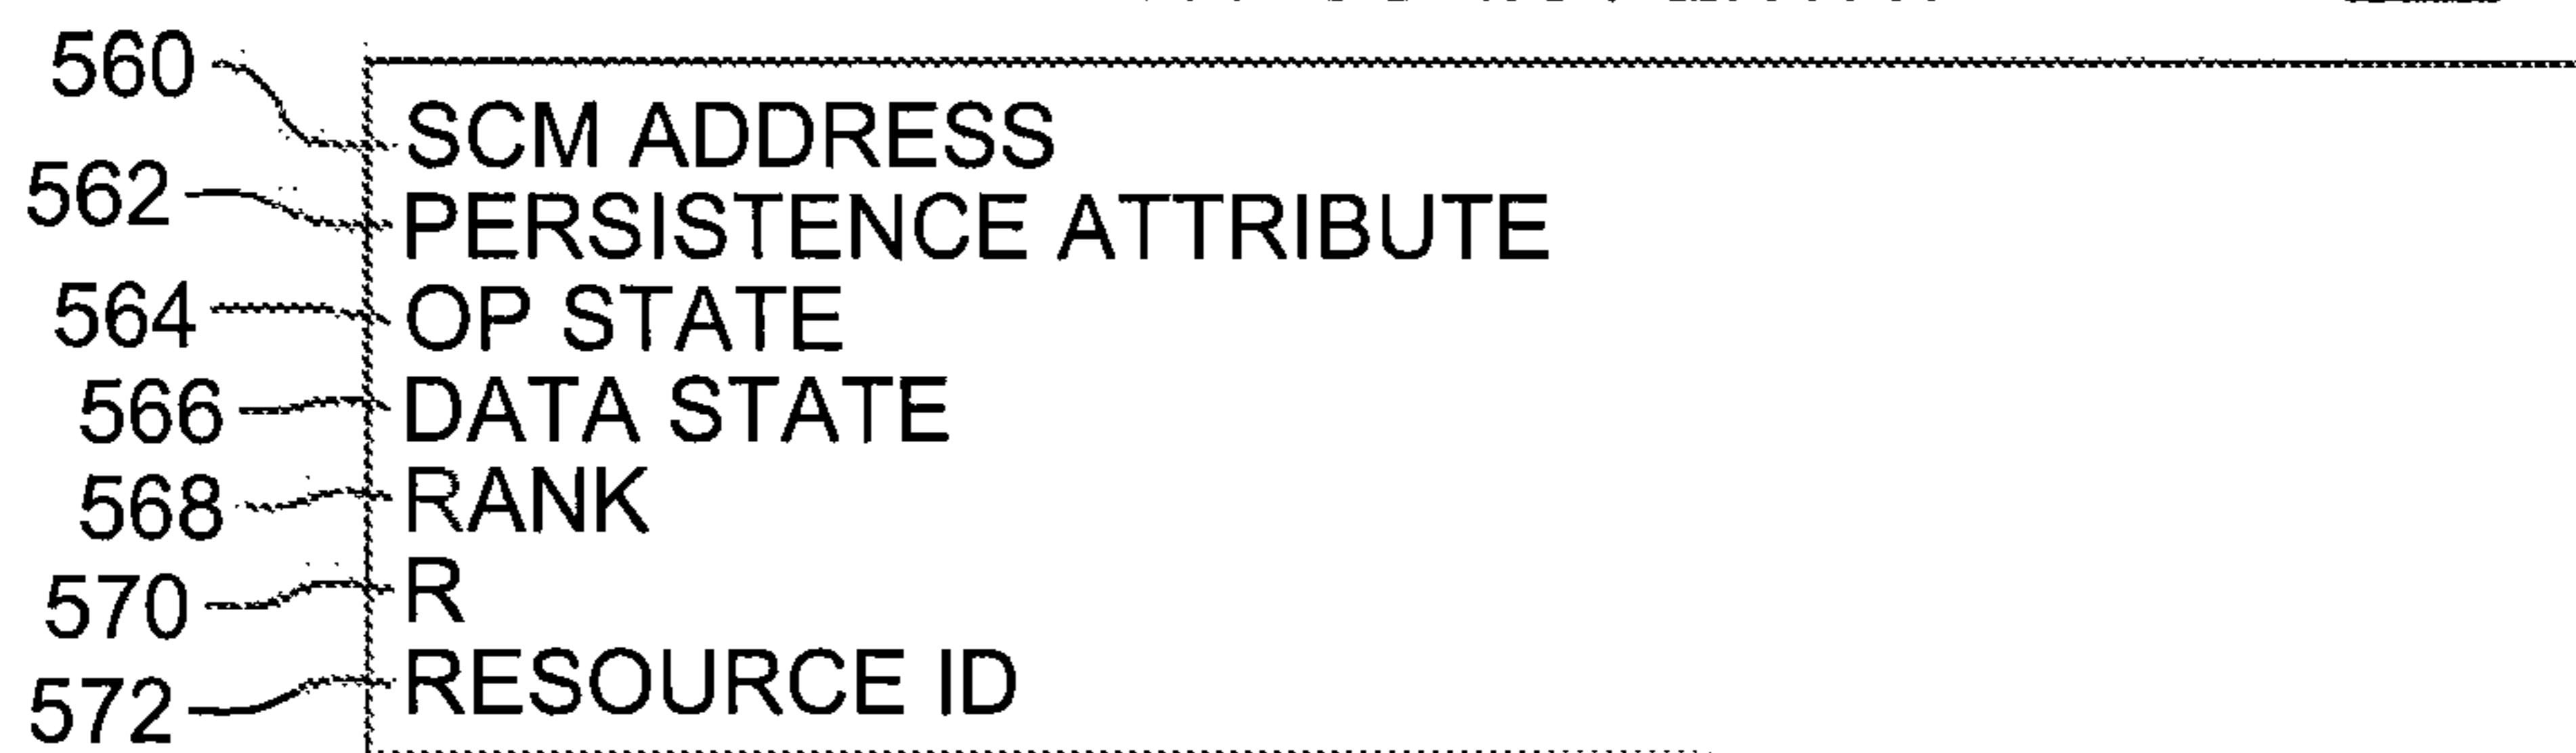 560 SCM ADDRESS
562 PERSISTENCE ATTRIBUTE
564 OP STATE
566 DATA STATE
568 RANK
570 R
572 RESOURCE ID